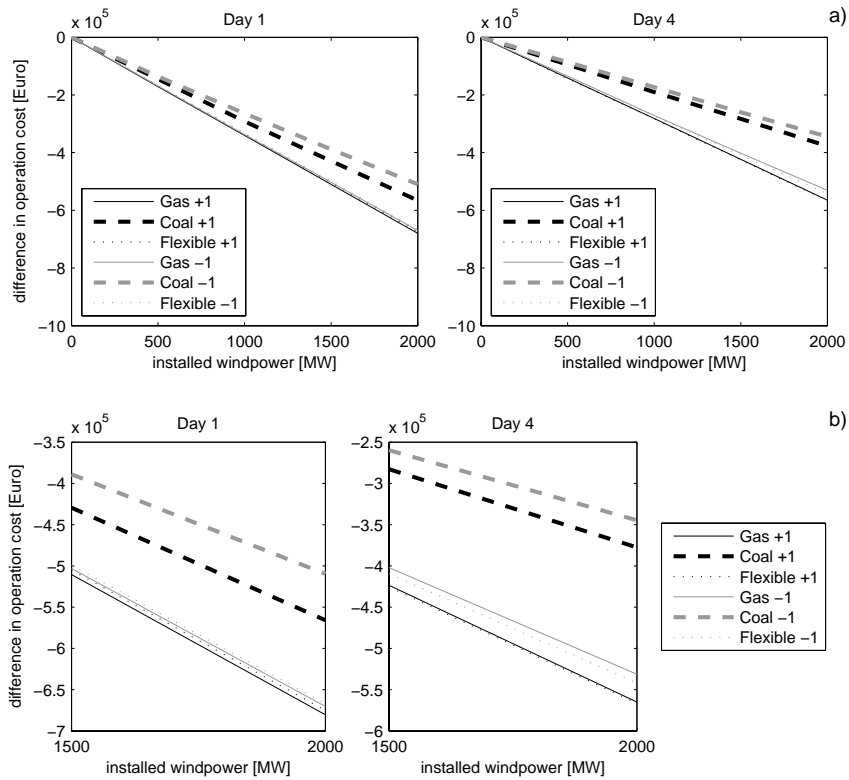 a)
x 10^5
Day 1
difference in operation cost [Euro]
0
−2
−4
−6
−8
−10
Gas +1
Coal +1
Flexible +1
Gas −1
Coal −1
Flexible −1
0
500
1000
1500
2000
installed windpower [MW]
x 10^5
Day 4
0
−2
−4
−6
−8
−10
Gas +1
Coal +1
Flexible +1
Gas −1
Coal −1
Flexible −1
0
500
1000
1500
2000
installed windpower [MW]
b)
x 10^5
Day 1
difference in operation cost [Euro]
−3.5
−4
−4.5
−5
−5.5
−6
−6.5
−7
1500
2000
installed windpower [MW]
x 10^5
Day 4
−2.5
−3
−3.5
−4
−4.5
−5
−5.5
−6
1500
2000
installed windpower [MW]
Gas +1
Coal +1
Flexible +1
Gas −1
Coal −1
Flexible −1